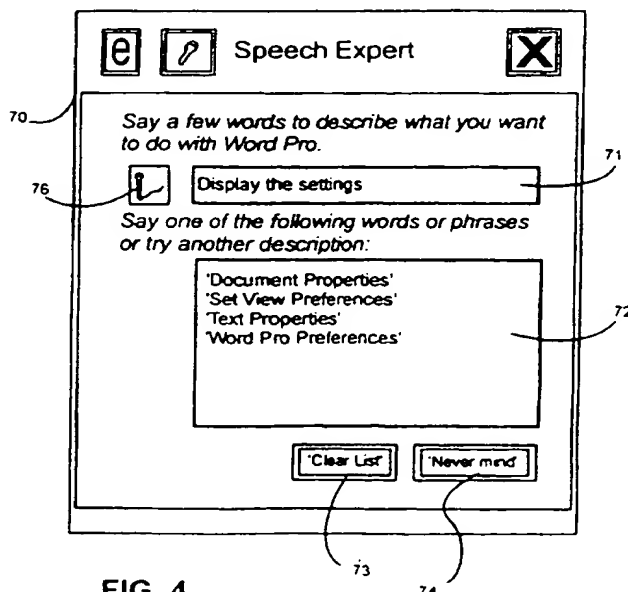 e Speech Expert X
70
Say a few words to describe what you want
to do with Word Pro.
76 Display the settings 71
Say one of the following words or phrases
or try another description:
'Document Properties'
'Set View Preferences'
'Text Properties'
'Word Pro Preferences'
72
'Clear List' 'Never mind'
73
FIG. 4 74